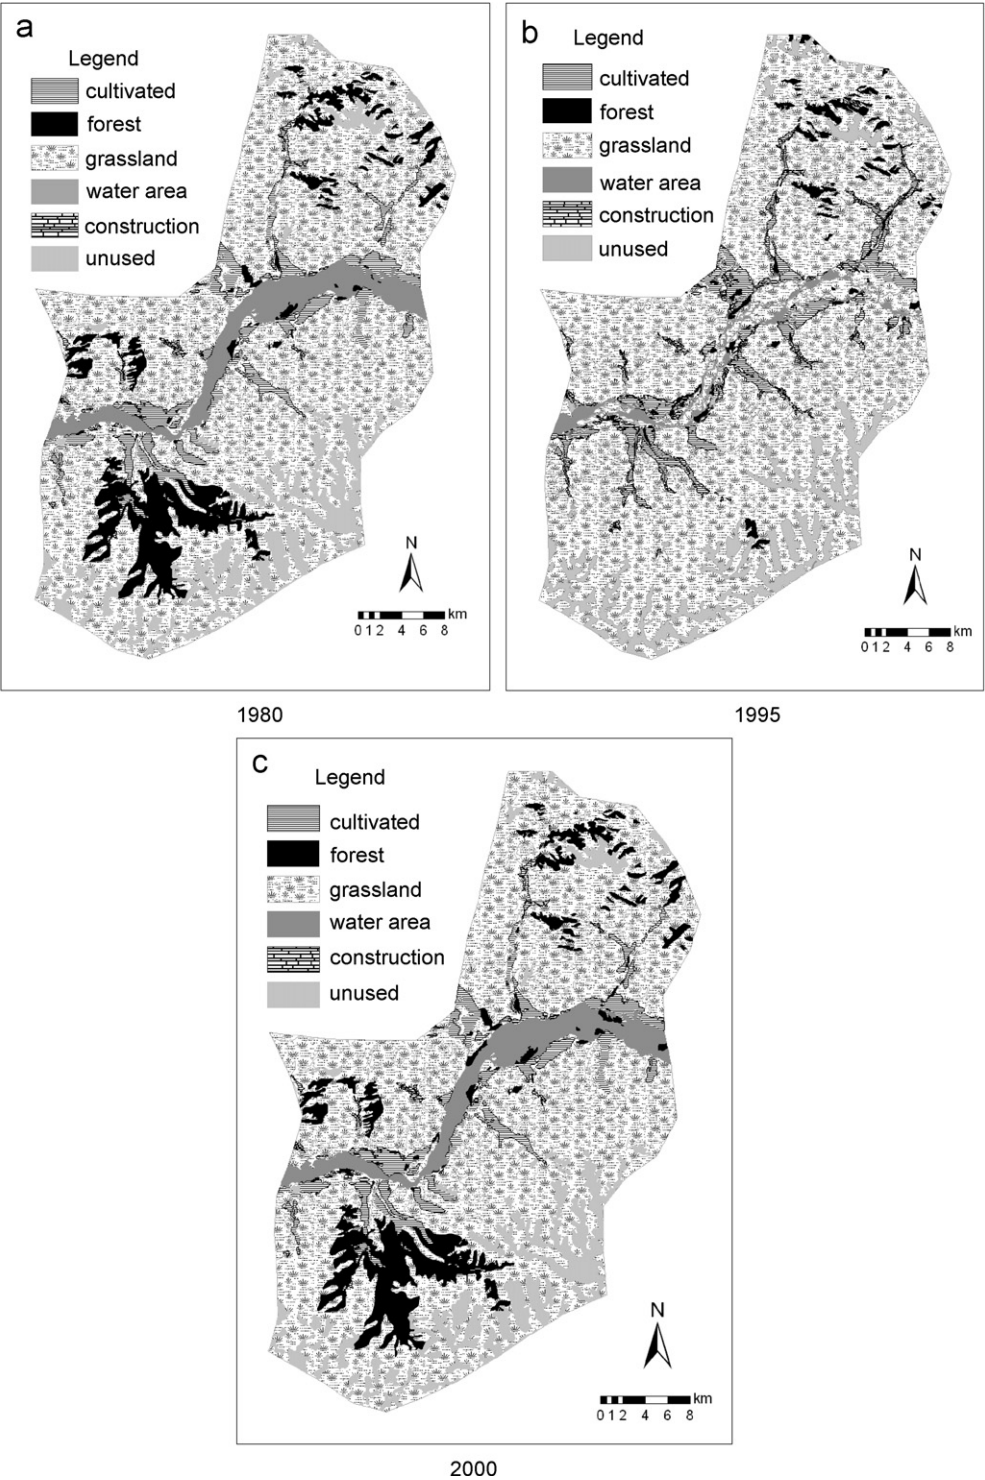 a
Legend
cultivated
forest
grassland
water area
construction
unused
N
km
0 1 2 4 6 8
1980
b
Legend
cultivated
forest
grassland
water area
construction
unused
N
km
0 1 2 4 6 8
1995
c
Legend
cultivated
forest
grassland
water area
construction
unused
N
km
0 1 2 4 6 8
2000